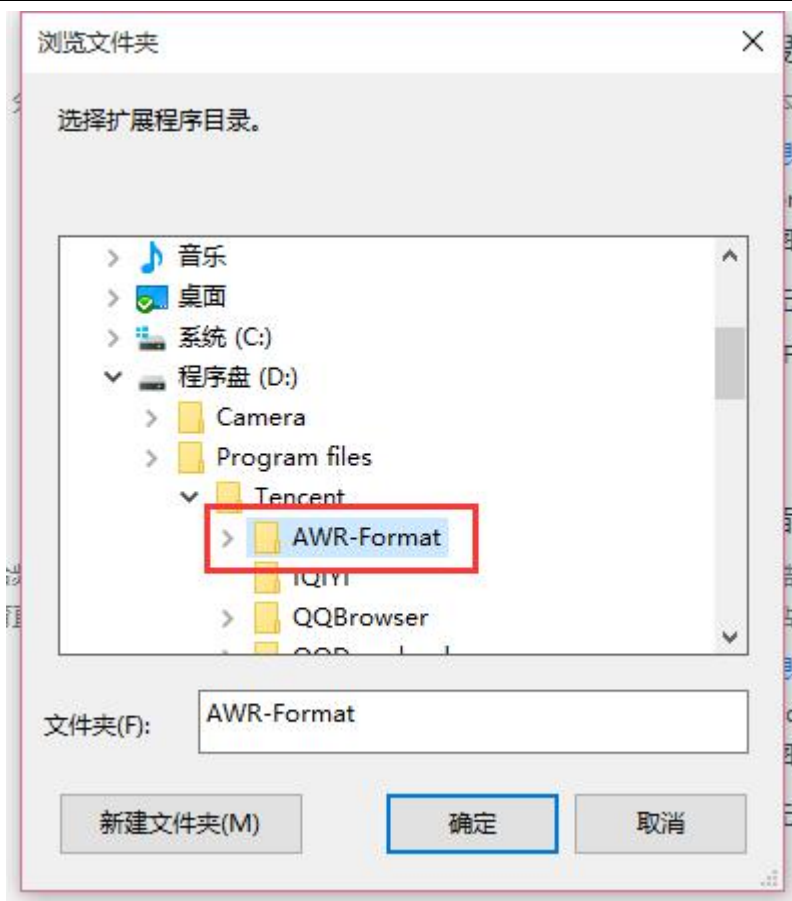 浏览文件夹
选择扩展程序目录。
音乐
桌面
系统 (C:)
程序盘 (D:)
Camera
Program files
Tencent
AWR-Format
IQIYI
QQBrowser
文件夹(F):
AWR-Format
新建文件夹(M)
确定
取消